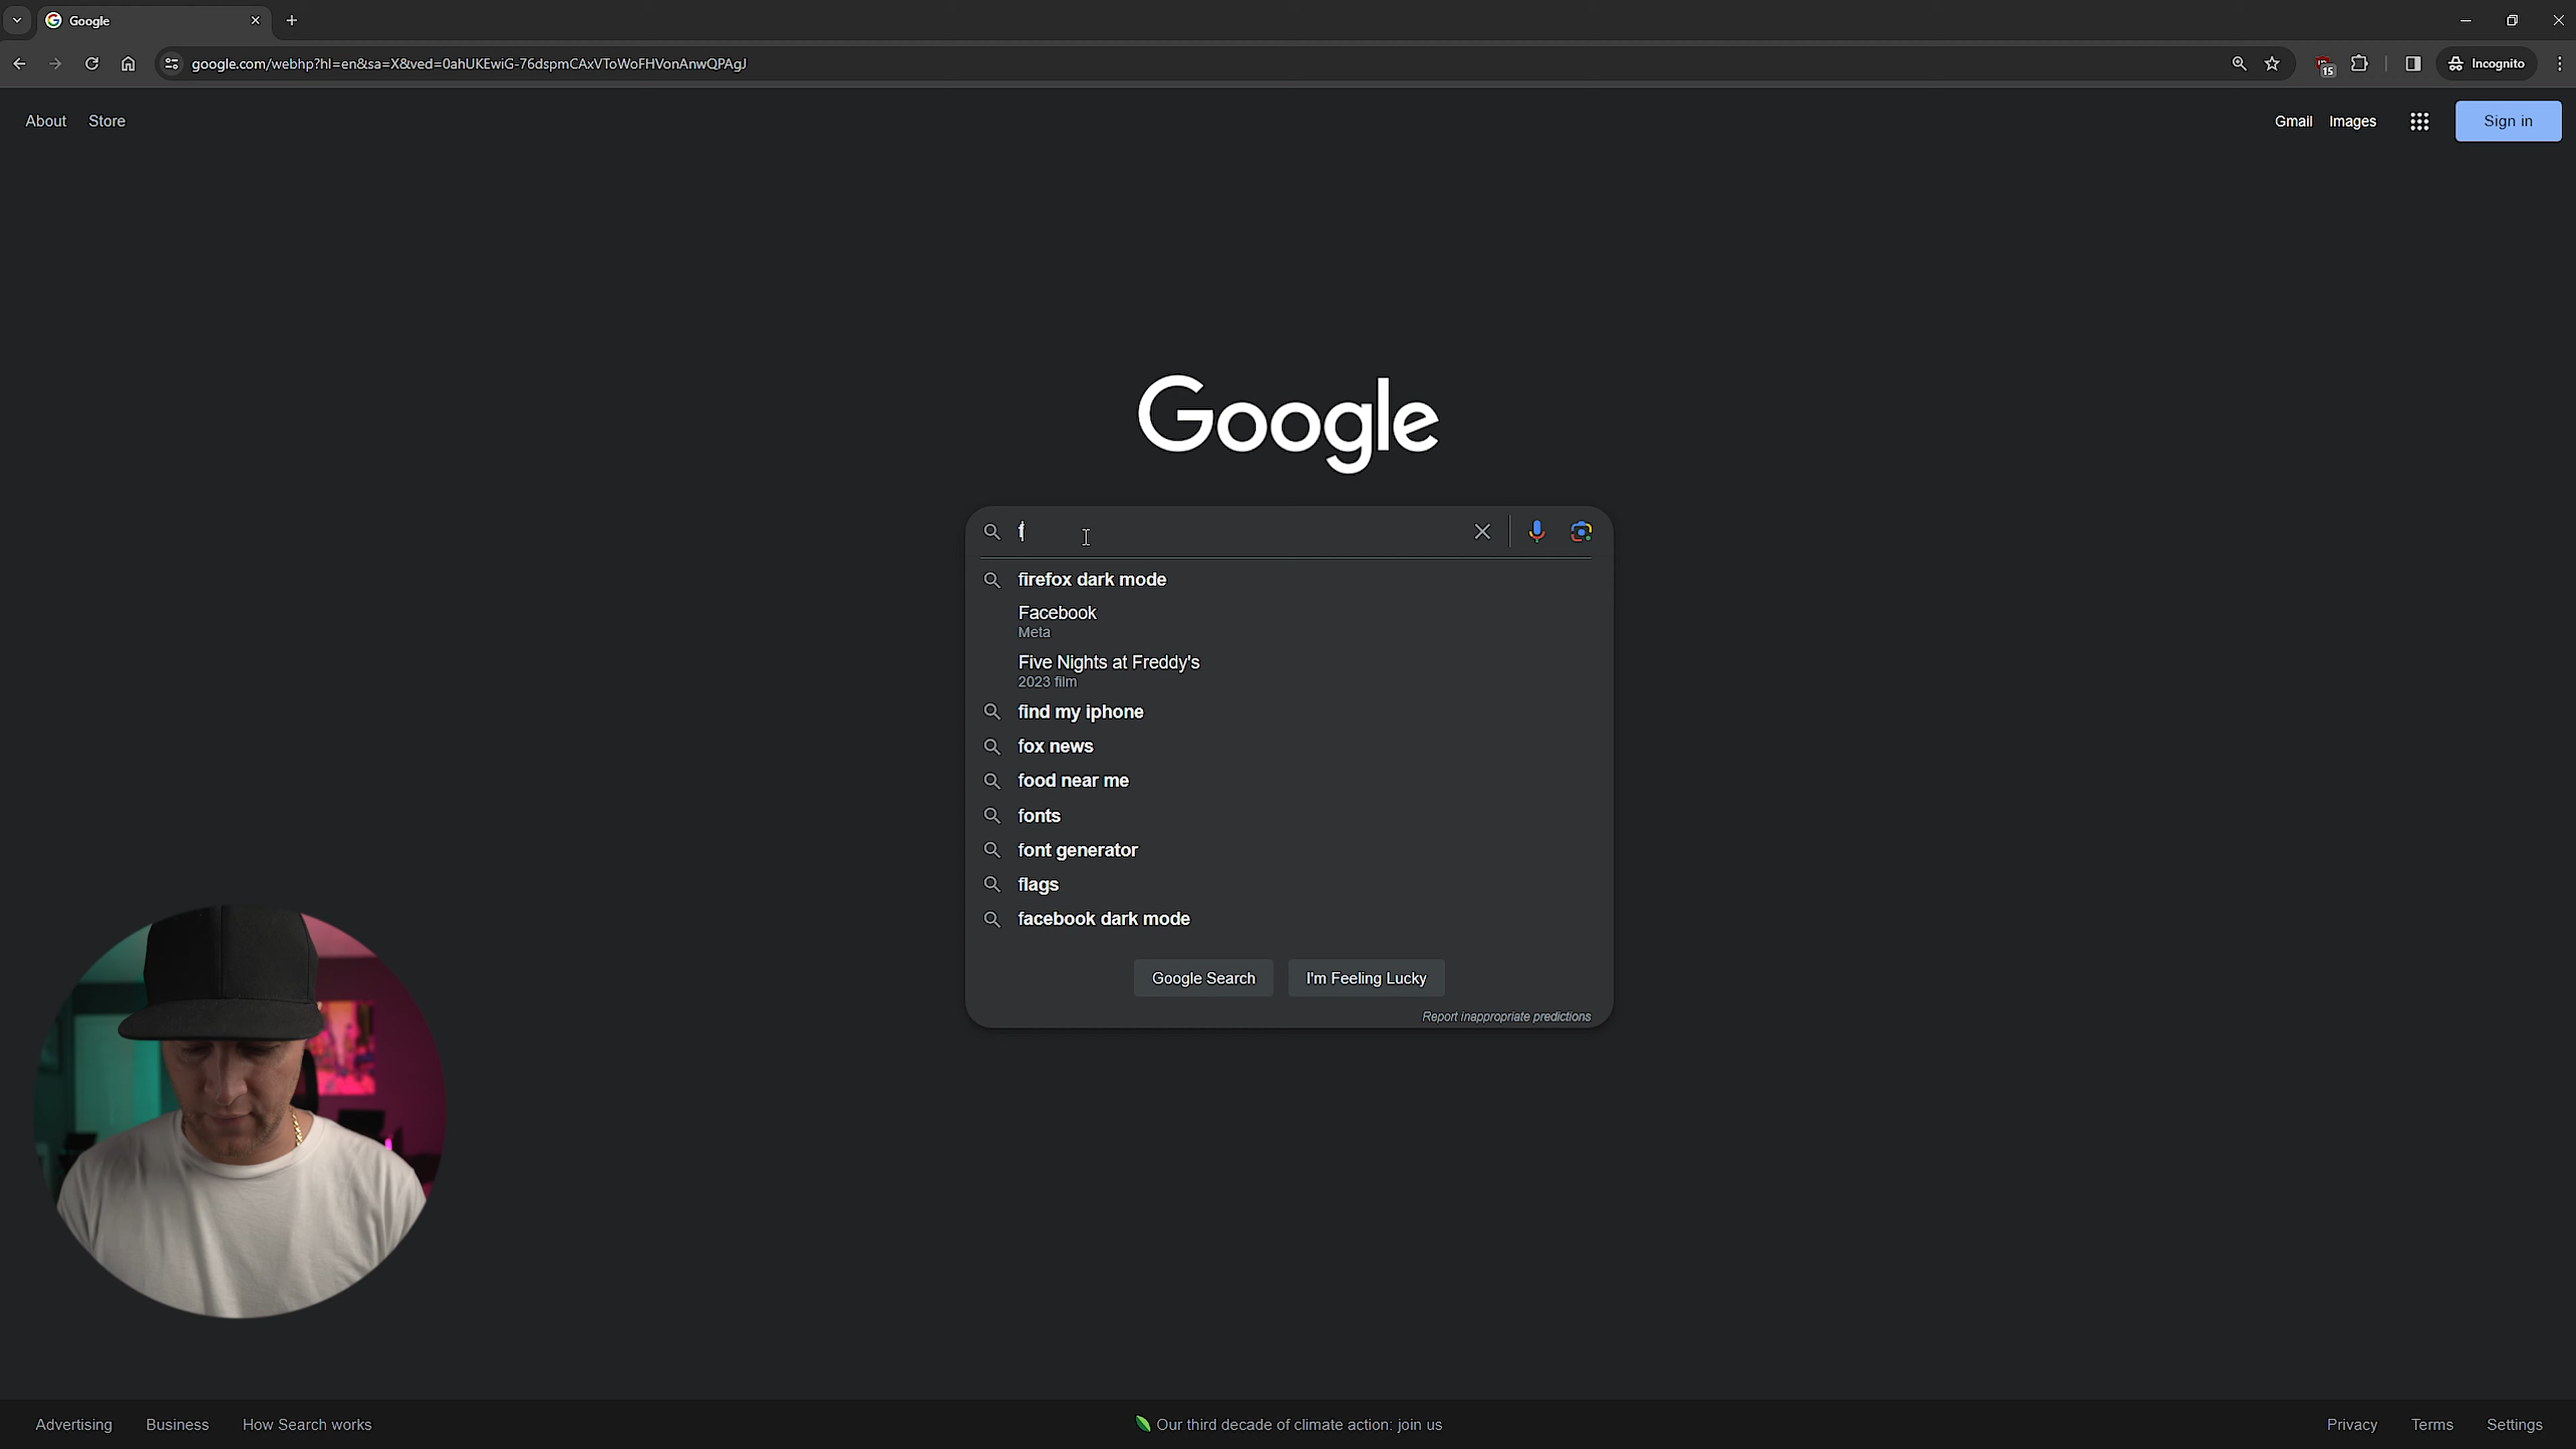 Google
google.com/webhp?hl=en&sa=X&ved=0ahUKEwiG-76dspmCAxVToWoFHVonAnwQPAgJ
15
Incognito
About Store
Gmail Images
Sign in
Google
f
firefox dark mode
Facebook
Meta
Five Nights at Freddy's
2023 film
find my iphone
fox news
food near me
fonts
font generator
flags
facebook dark mode
Google Search I'm Feeling Lucky
Report inappropriate predictions
Advertising Business How Search works
Our third decade of climate action: join us
Privacy Terms Settings